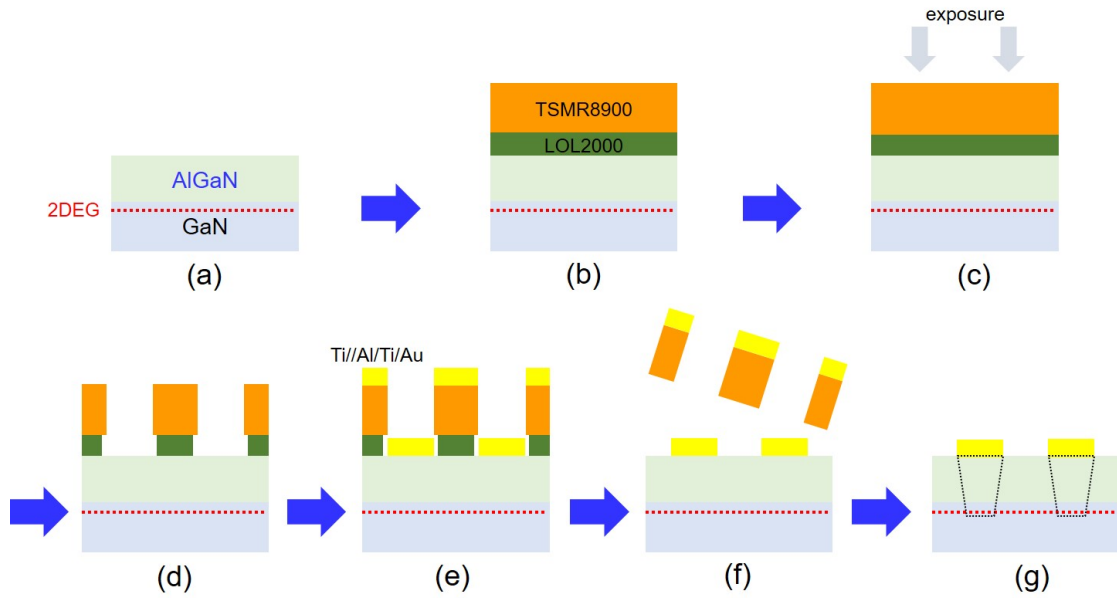 exposure
TSMR8900
LOL2000
AlGaN
2DEG
GaN
(a)
(b)
(c)
Ti//Al/Ti/Au
(d)
(e)
(f)
(g)